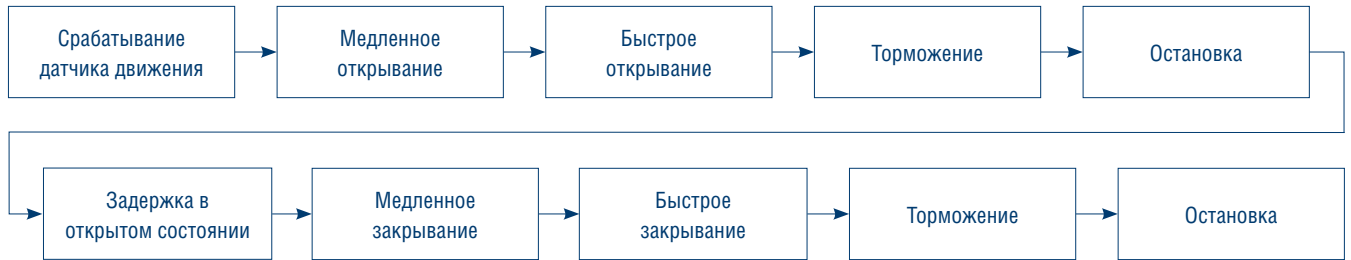 Срабатывание
датчика движения
Медленное
открывание
Быстрое
открывание
Торможение
Остановка
Задержка в
открытом состоянии
Медленное
закрывание
Быстрое
закрывание
Торможение
Остановка